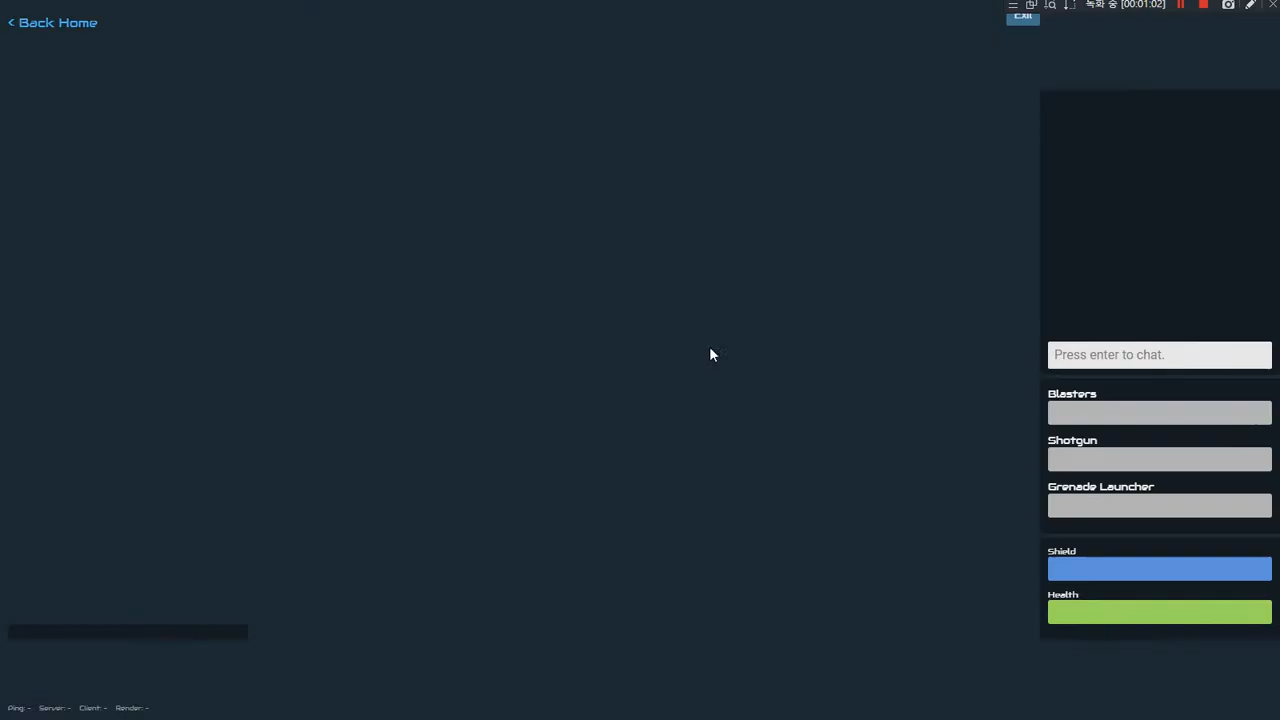 < Back Home
녹화 중 [00:01:02]
Exit
Press enter to chat.
Blasters
Shotgun
Grenade Launcher
Shield
Health
Ping: - Server: - Client: - Render: -